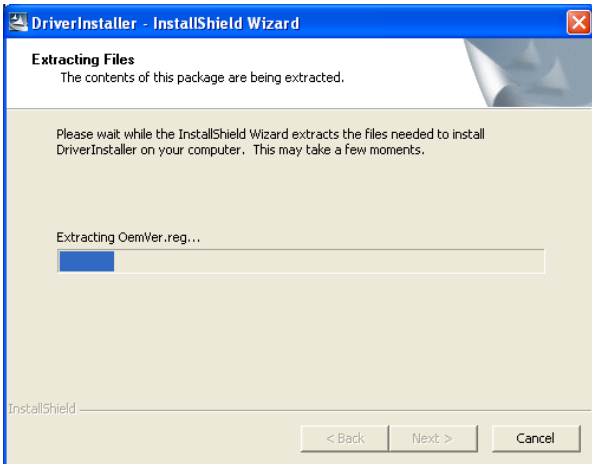 DriverInstaller - InstallShield Wizard
Extracting Files
The contents of this package are being extracted.
Please wait while the InstallShield Wizard extracts the files needed to install
DriverInstaller on your computer.  This may take a few moments.
Extracting OemVer.reg...
InstallShield
< Back
Next >
Cancel